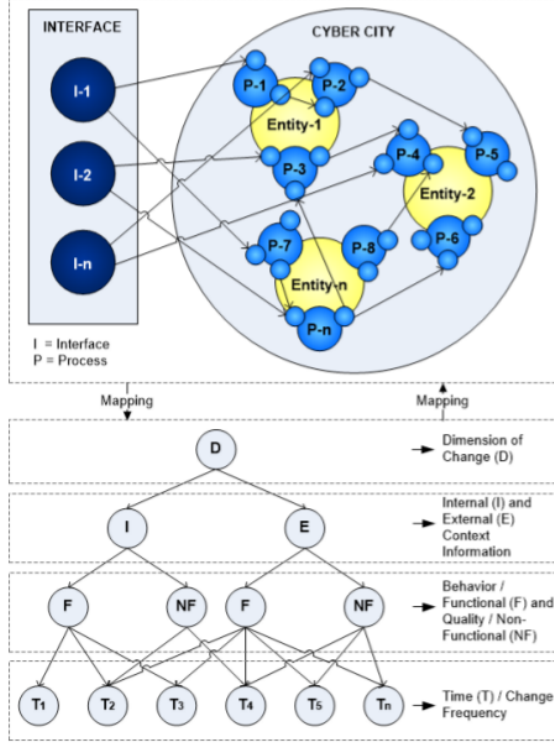 INTERFACE
CYBER CITY
I-1
I-2
I-n
P-1
P-2
Entity-1
P-3
P-4
P-5
Entity-2
P-6
P-7
P-8
Entity-n
P-n
I = Interface
P = Process
Mapping
Mapping
D
Dimension of
Change (D)
I
E
Internal (I) and
External (E)
Context
Information
F
NF
F
NF
Behavior /
Functional (F) and
Quality / Non-
Functional (NF)
T1
T2
T3
T4
T5
Tn
Time (T) / Change
Frequency